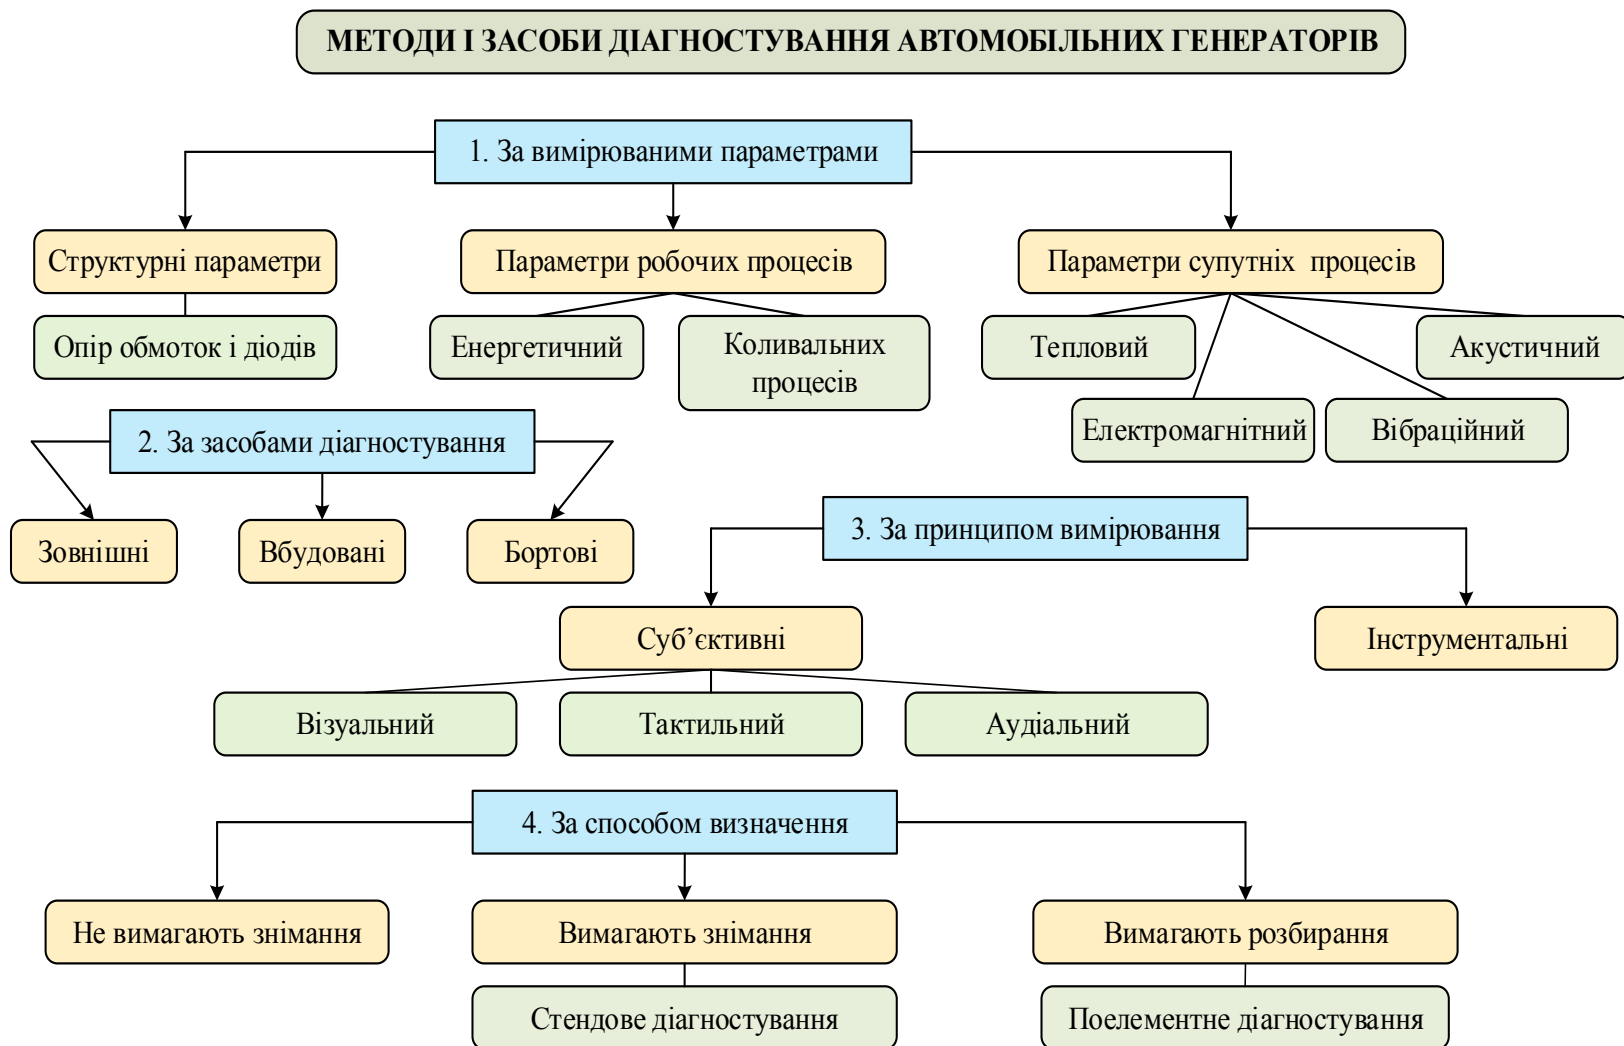 МЕТОДИ І ЗАСОБИ ДІАГНОСТУВАННЯ АВТОМОБІЛЬНИХ ГЕНЕРАТОРІВ
1. За вимірюваними параметрами
Структурні параметри
Параметри робочих процесів
Параметри супутніх процесів
Опір обмоток і діодів
Енергетичний
Коливальних
процесів
Тепловий
Акустичний
Електромагнітний
Вібраційний
2. За засобами діагностування
Зовнішні
Вбудовані
Бортові
3. За принципом вимірювання
Суб’єктивні
Інструментальні
Візуальний
Тактильний
Аудіальний
4. За способом визначення
Не вимагають знімання
Вимагають знімання
Вимагають розбирання
Стендове діагностування
Поелементне діагностування